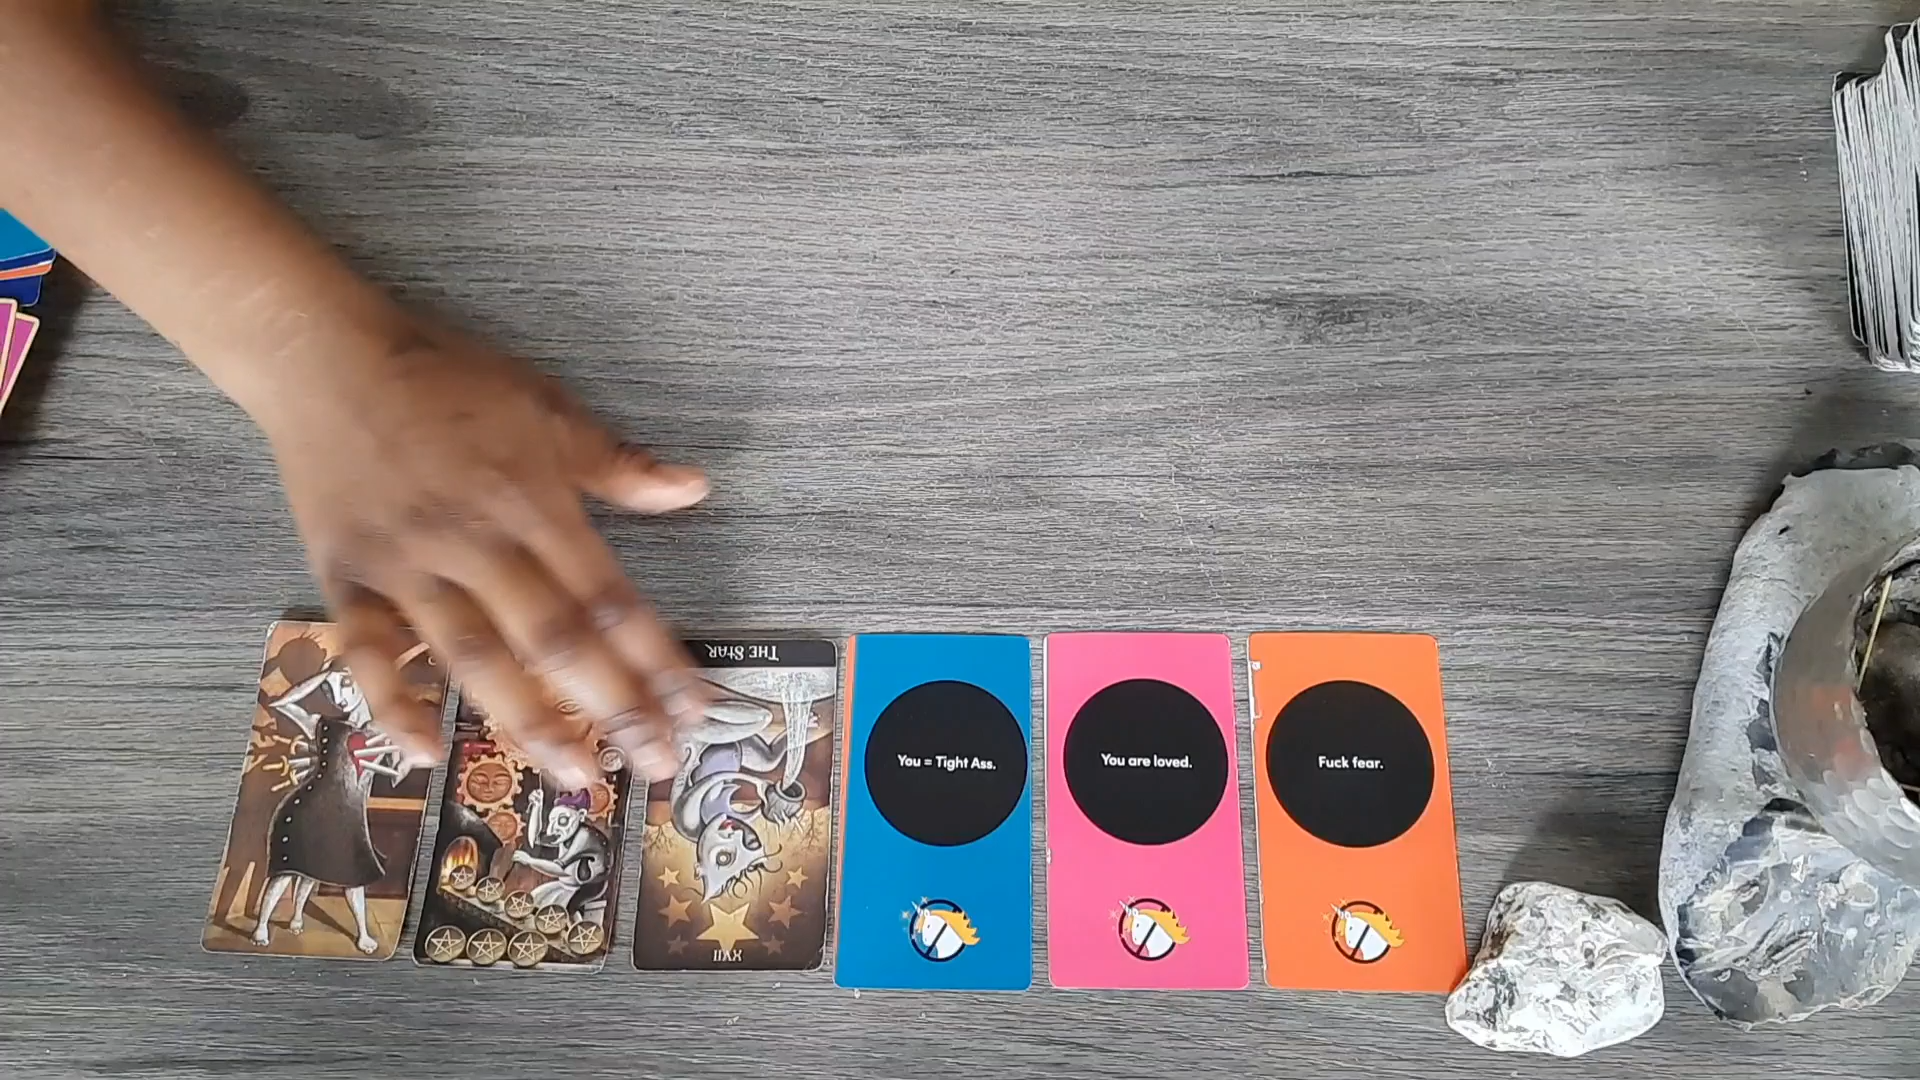 THE STAR
XVII
You = Tight Ass.
You are loved.
Fuck fear.